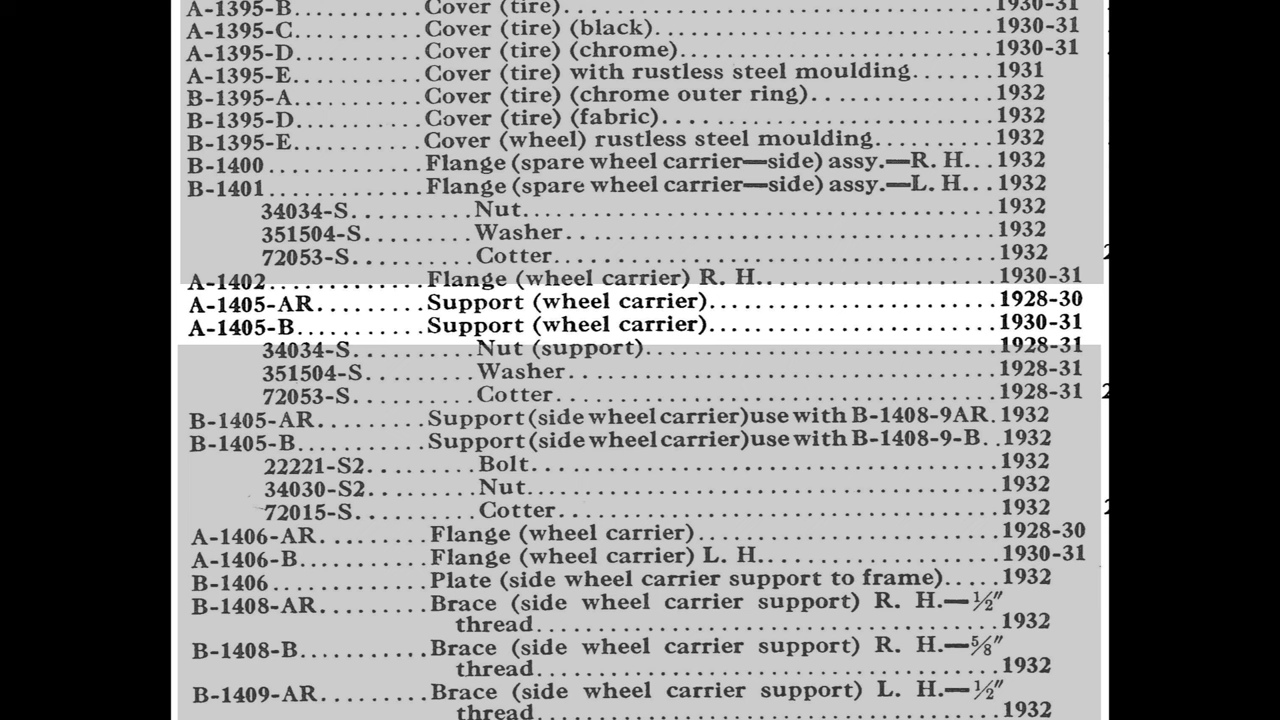 A-1395-B............Cover (tire)........................................1930-31
A-1395-C............Cover (tire) (black)................................1930-31
A-1395-D............Cover (tire) (chrome)..............................1930-31
A-1395-E............Cover (tire) with rustless steel moulding.......1931
B-1395-A............Cover (tire) (chrome outer ring)................1932
B-1395-D............Cover (tire) (fabric)..............................1932
B-1395-E............Cover (wheel) rustless steel moulding...........1932
B-1400..............Flange (spare wheel carrier—side) assy.—R. H...1932
B-1401..............Flange (spare wheel carrier—side) assy.—L. H...1932
34034-S............Nut..............................................1932
351504-S..........Washer.........................................1932
72053-S............Cotter..........................................1932
A-1402..............Flange (wheel carrier) R. H.......................1930-31
A-1405-AR..........Support (wheel carrier)...........................1928-30
A-1405-B............Support (wheel carrier)...........................1930-31
34034-S............Nut (support)..................................1928-31
351504-S..........Washer.........................................1928-31
72053-S............Cotter..........................................1928-31
B-1405-AR..........Support (side wheel carrier) use with B-1408-9AR.1932
B-1405-B............Support (side wheel carrier) use with B-1408-9-B..1932
22221-S2..........Bolt.............................................1932
34030-S2..........Nut..............................................1932
72015-S............Cotter..........................................1932
A-1406-AR..........Flange (wheel carrier)............................1928-30
A-1406-B............Flange (wheel carrier) L. H.......................1930-31
B-1406..............Plate (side wheel carrier support to frame).....1932
B-1408-AR..........Brace (side wheel carrier support) R. H.—½″
thread............................................1932
B-1408-B............Brace (side wheel carrier support) R. H.—⅝″
thread............................................1932
B-1409-AR..........Brace (side wheel carrier support) L. H.—½″
thread............................................1932